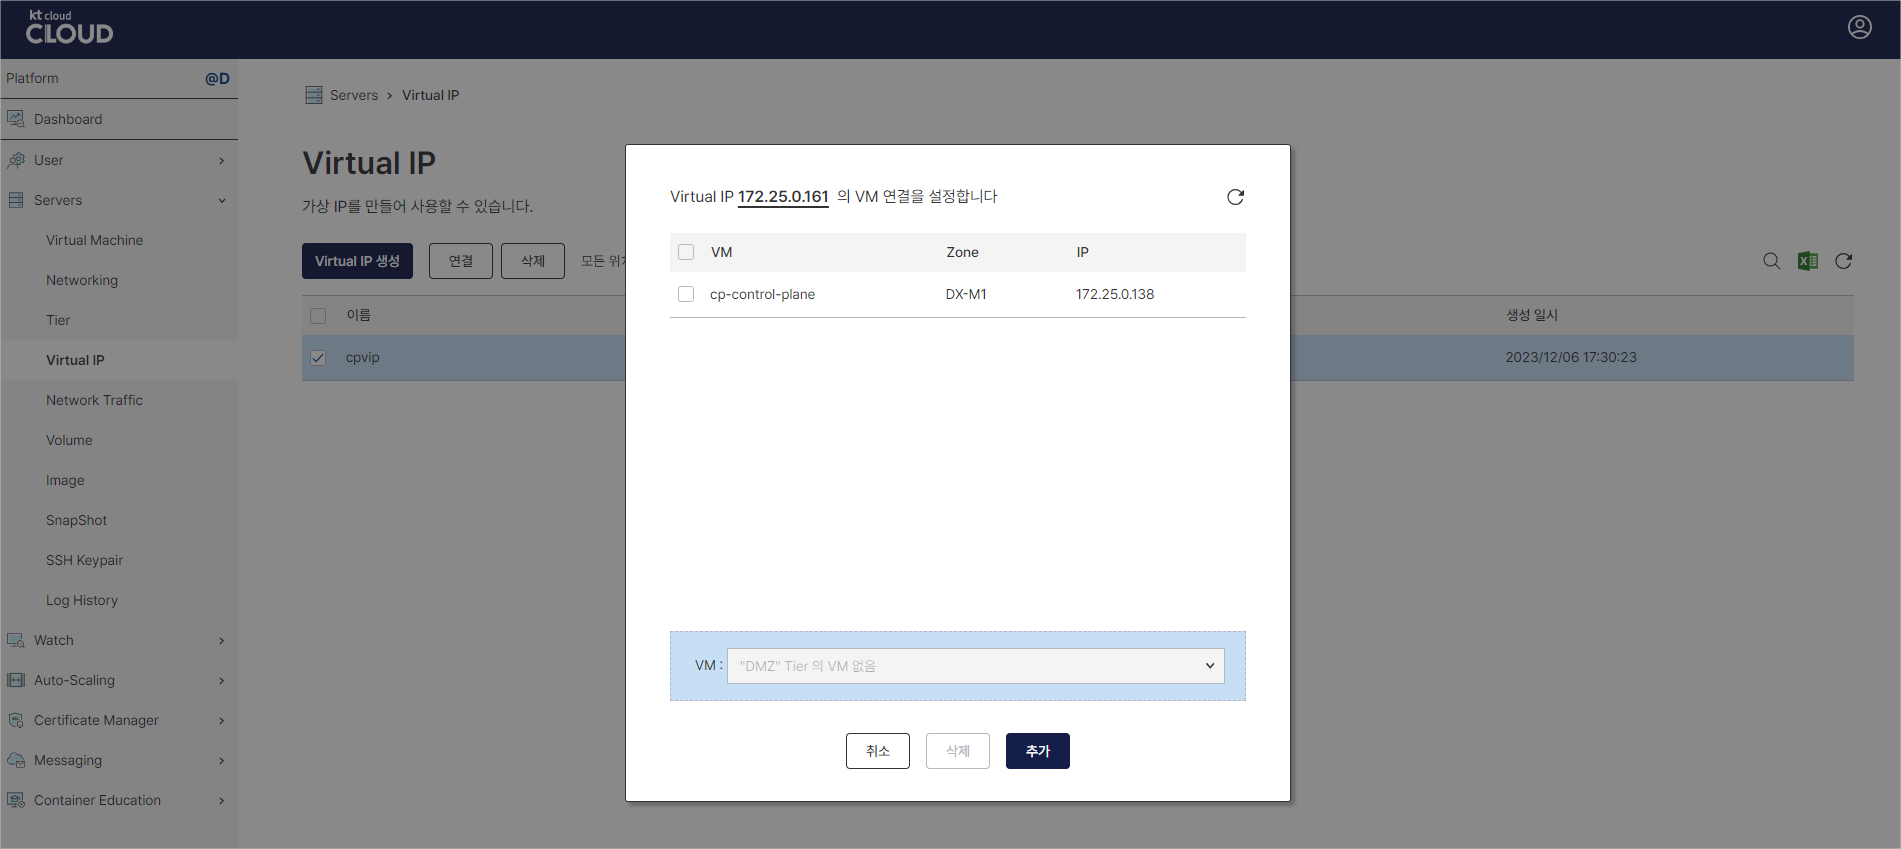 kt cloud
CLOUD
Platform @D
Dashboard
User
Servers
Virtual Machine
Networking
Tier
Virtual IP
Network Traffic
Volume
Image
SnapShot
SSH Keypair
Log History
Watch
Auto-Scaling
Certificate Manager
Messaging
Container Education
Servers > Virtual IP
Virtual IP
가상 IP를 만들어 사용할 수 있습니다.
Virtual IP 생성 연결 삭제 모든
이름 생성 일시
cpvip 2023/12/06 17:30:23
Virtual IP 172.25.0.161 의 VM 연결을 설정합니다
VM Zone IP
cp-control-plane DX-M1 172.25.0.138
VM : "DMZ" Tier 의 VM 없음
취소 삭제 추가